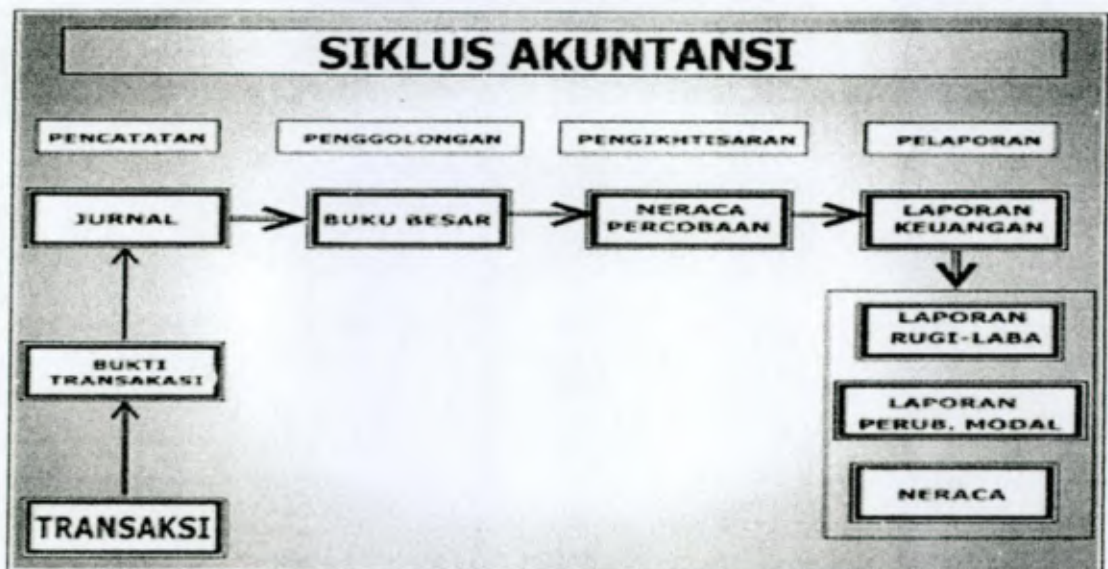 SIKLUS AKUNTANSI
PENCATATAN
PENGGOLONGAN
PENGIKHTISARAN
PELAPORAN
JURNAL
BUKU BESAR
NERACA
PERCOBAAN
LAPORAN
KEUANGAN
BUKTI
TRANSAKASI
TRANSAKSI
LAPORAN
RUGI-LABA
LAPORAN
PERUB. MODAL
NERACA